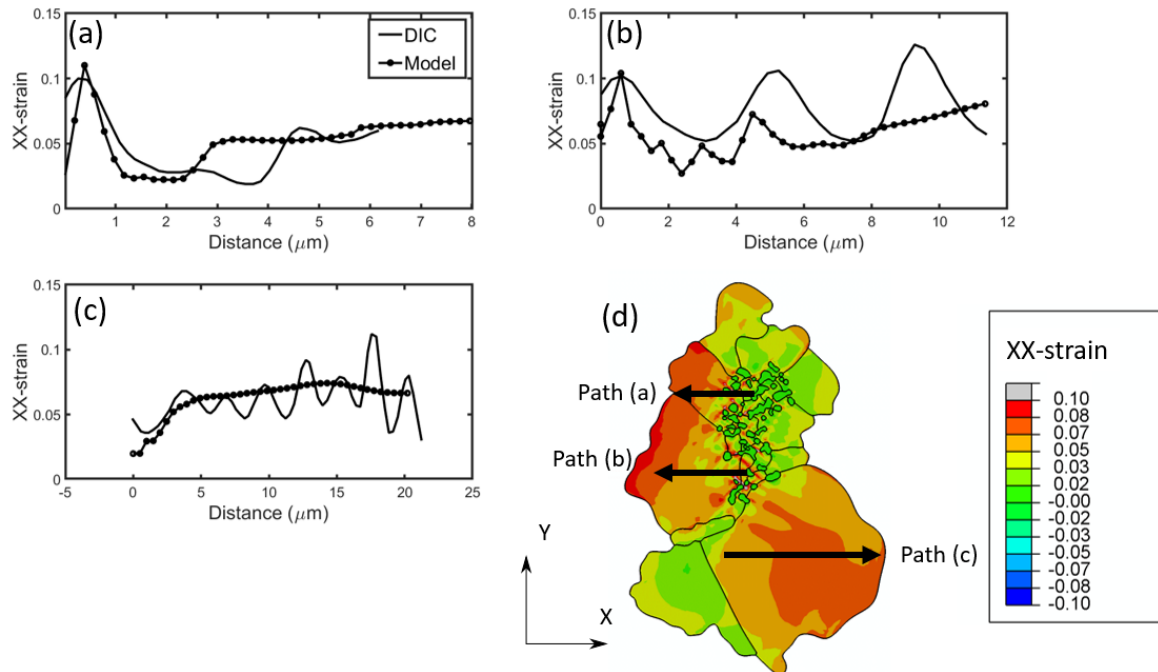 (a)
DIC
Model
XX-strain
0.15
0.1
0.05
0
0 1 2 3 4 5 6 7 8
Distance (μm)
(b)
XX-strain
0.15
0.1
0.05
0
0 2 4 6 8 10 12
Distance (μm)
(c)
XX-strain
0.15
0.1
0.05
0
-5 0 5 10 15 20 25
Distance (μm)
(d)
Path (a)
Path (b)
Path (c)
Y
X
XX-strain
0.10
0.08
0.07
0.05
0.03
0.02
-0.00
-0.02
-0.03
-0.05
-0.07
-0.08
-0.10